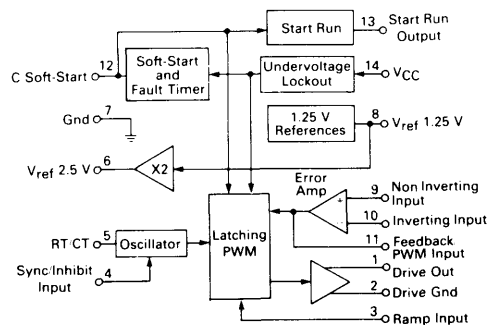 Start Run
13
Start Run
Output
12
C Soft-Start
Soft-Start
and
Fault Timer
Undervoltage
Lockout
14
VCC
7
Gnd
1.25 V
References
8
Vref 1.25 V
6
Vref 2.5 V
X2
Error
Amp
+
9
Non Inverting
Input
-
10
Inverting Input
5
RT/CT
Oscillator
Latching
PWM
11
Feedback
PWM Input
Sync/Inhibit
Input
4
1
Drive Out
2
Drive Gnd
3
Ramp Input